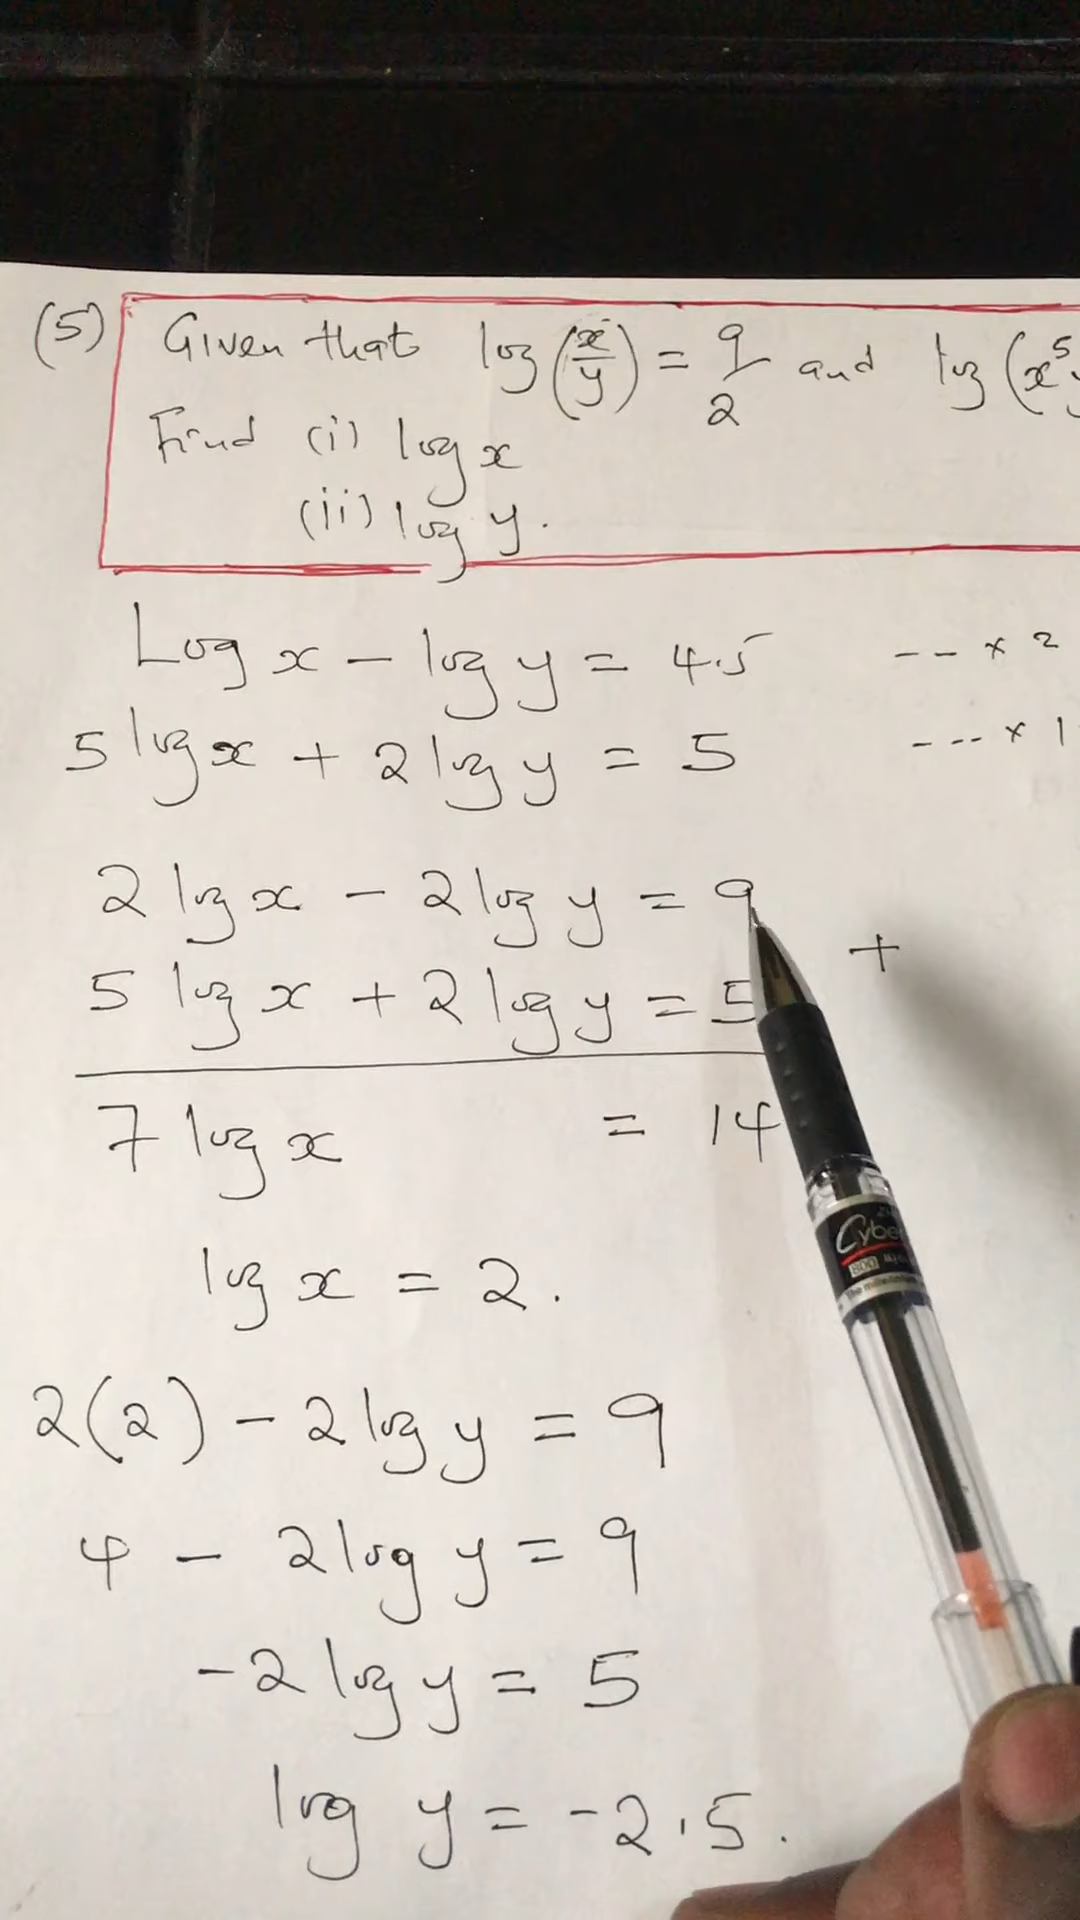 (5) Given that log(x/y) = 9/2 and log(x⁵
Find (i) log x
(ii) log y.
Log x - log y = 4.5 --- × 2
5 log x + 2 log y = 5 --- × 1
2 log x - 2 log y = 9
+
5 log x + 2 log y = 5
7 log x = 14
log x = 2.
2(2) - 2 log y = 9
4 - 2 log y = 9
-2 log y = 5
log y = -2.5.
Cybe
800